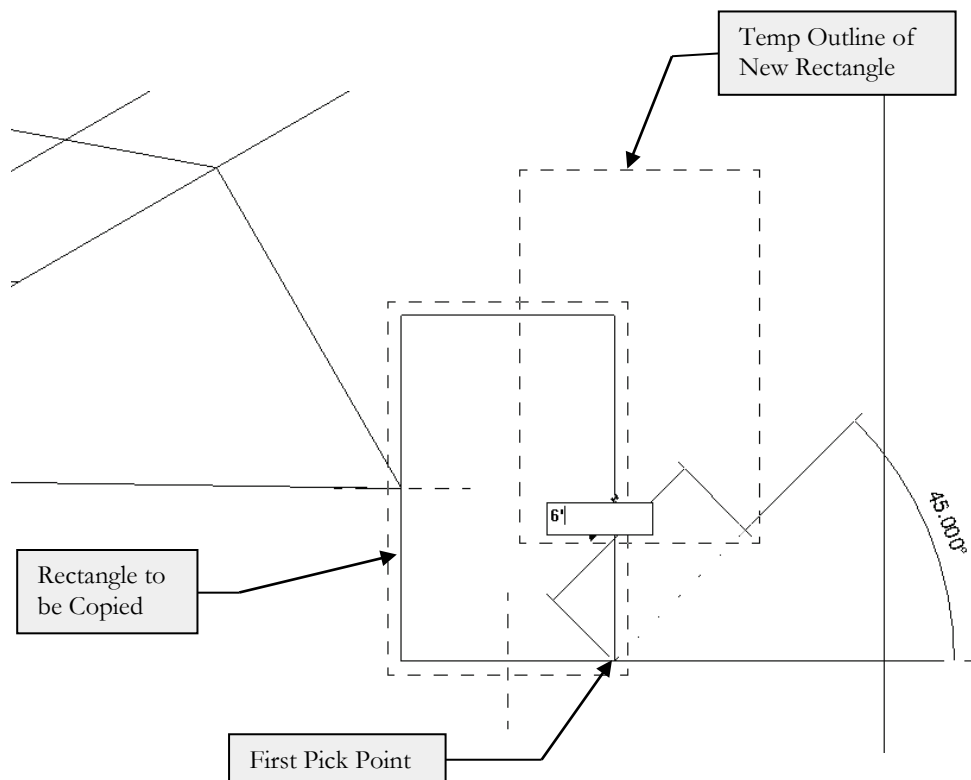 Temp Outline of
New Rectangle
6'
45.000°
Rectangle to
be Copied
First Pick Point